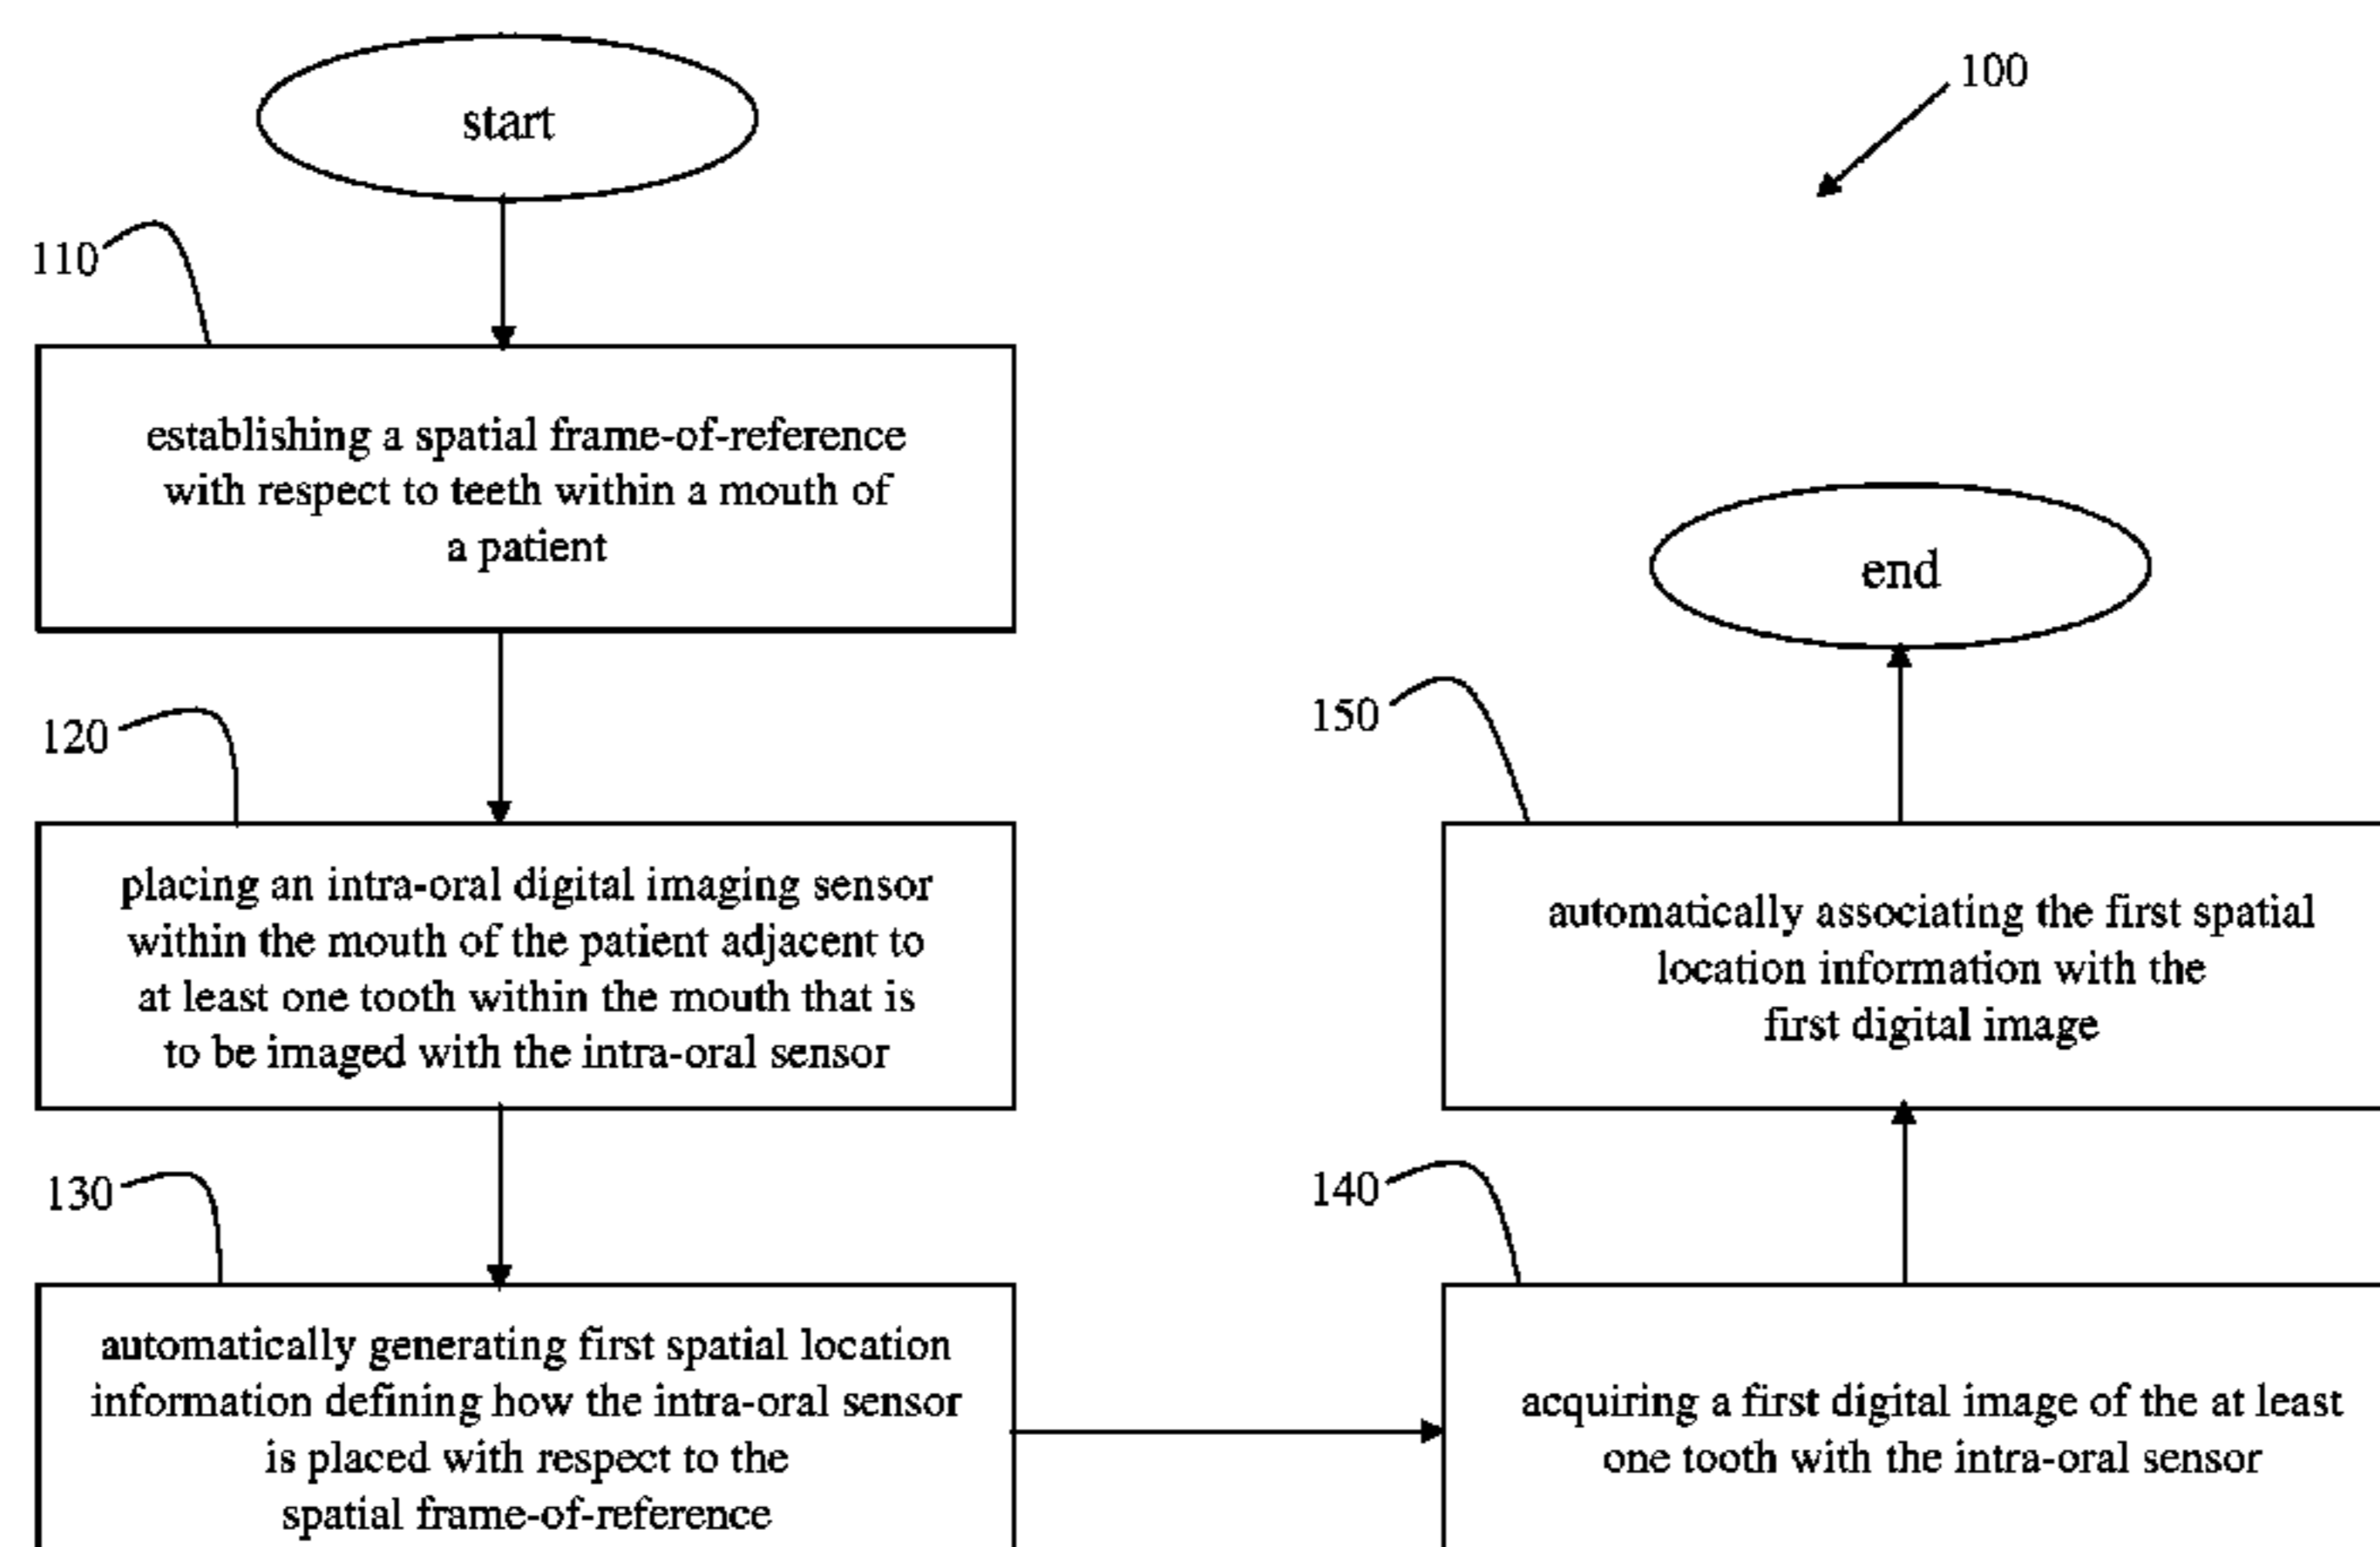 start
100
110
establishing a spatial frame-of-reference
with respect to teeth within a mouth of
a patient
120
placing an intra-oral digital imaging sensor
within the mouth of the patient adjacent to
at least one tooth within the mouth that is
to be imaged with the intra-oral sensor
130
automatically generating first spatial location
information defining how the intra-oral sensor
is placed with respect to the
spatial frame-of-reference
140
acquiring a first digital image of the at least
one tooth with the intra-oral sensor
150
automatically associating the first spatial
location information with the
first digital image
end